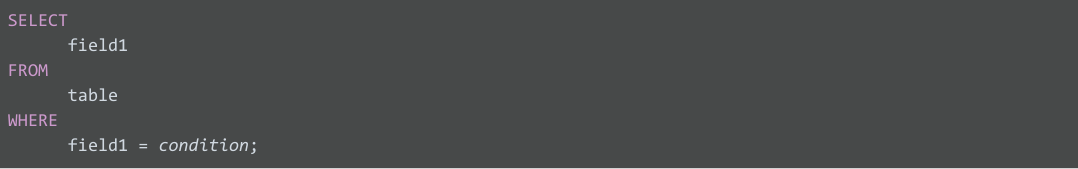 SELECT
field1
FROM
table
WHERE
field1 = condition;